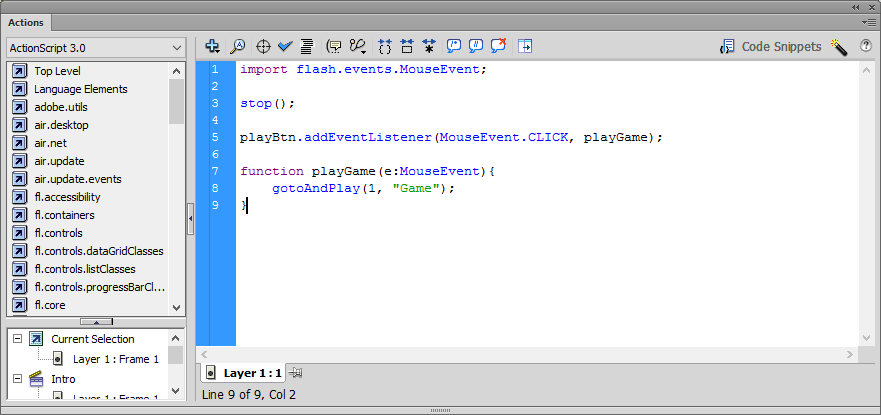 Actions
ActionScript 3.0
Code Snippets
Top Level
Language Elements
adobe.utils
air.desktop
air.net
air.update
air.update.events
fl.accessibility
fl.containers
fl.controls
fl.controls.dataGridClasses
fl.controls.listClasses
fl.controls.progressBarCl...
fl.core
Current Selection
Layer 1 : Frame 1
Intro
Layer 1 : Frame 1
1 import flash.events.MouseEvent;
2
3 stop();
4
5 playBtn.addEventListener(MouseEvent.CLICK, playGame);
6
7 function playGame(e:MouseEvent){
8 gotoAndPlay(1, "Game");
9 }
Layer 1 : 1
Line 9 of 9, Col 2